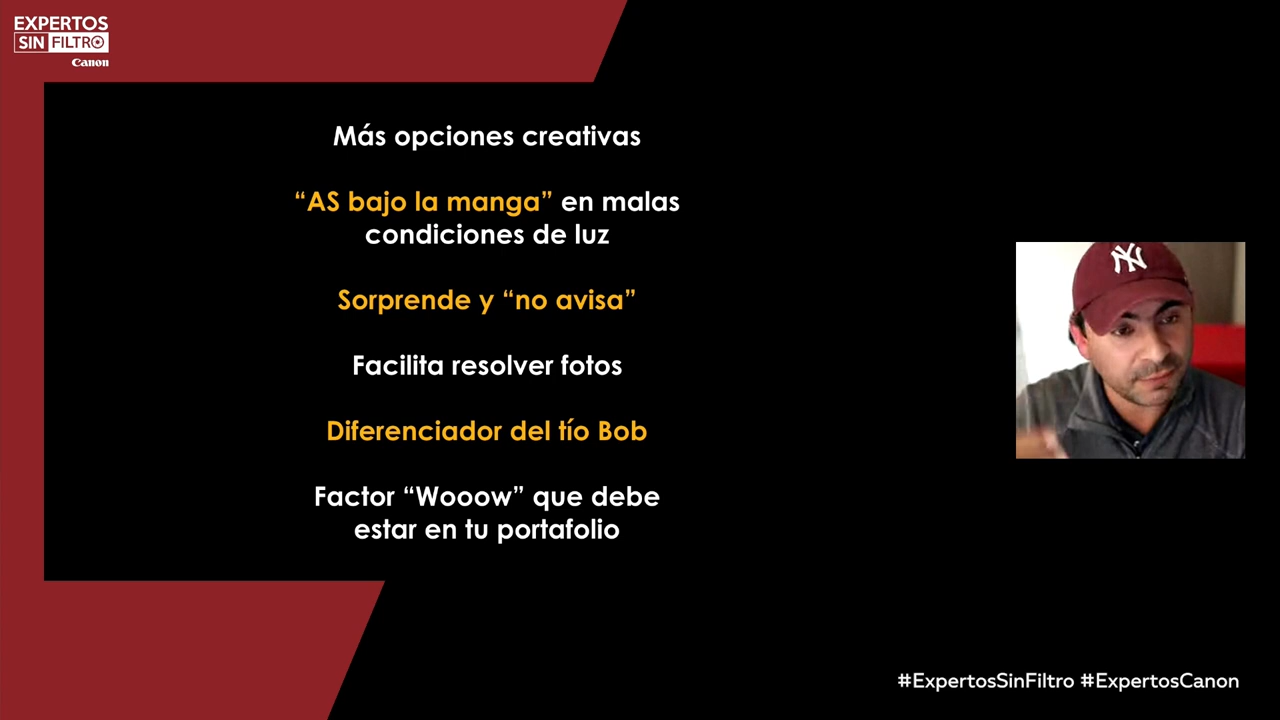 EXPERTOS
SIN FILTRO
Canon
Más opciones creativas
“AS bajo la manga” en malas
condiciones de luz
Sorprende y “no avisa”
Facilita resolver fotos
Diferenciador del tío Bob
Factor “Wooow” que debe
estar en tu portafolio
NY
#ExpertosSinFiltro #ExpertosCanon